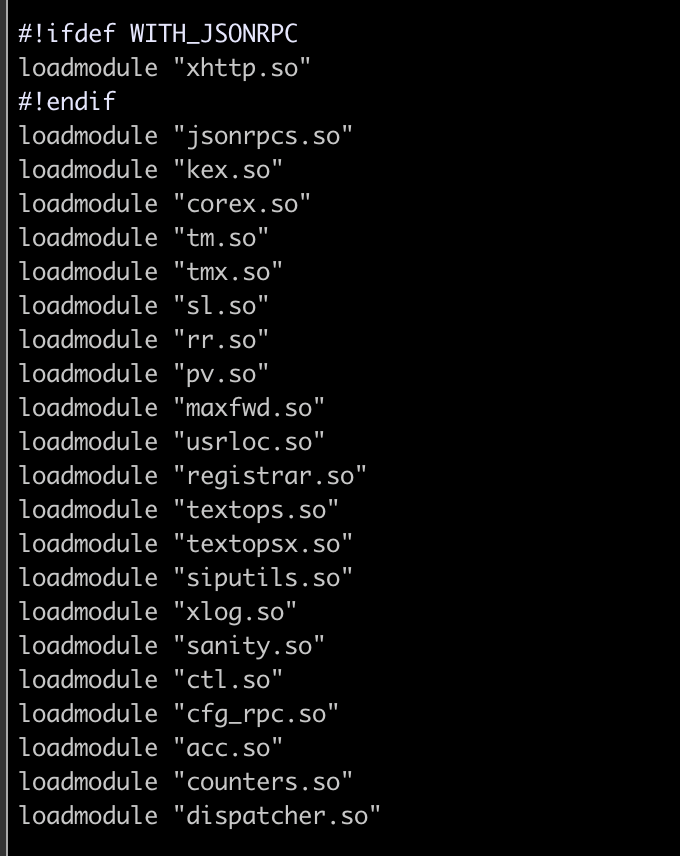 #!ifdef WITH_JSONRPC
loadmodule "xhttp.so"
#!endif
loadmodule "jsonrpcs.so"
loadmodule "kex.so"
loadmodule "corex.so"
loadmodule "tm.so"
loadmodule "tmx.so"
loadmodule "sl.so"
loadmodule "rr.so"
loadmodule "pv.so"
loadmodule "maxfwd.so"
loadmodule "usrloc.so"
loadmodule "registrar.so"
loadmodule "textops.so"
loadmodule "textopsx.so"
loadmodule "siputils.so"
loadmodule "xlog.so"
loadmodule "sanity.so"
loadmodule "ctl.so"
loadmodule "cfg_rpc.so"
loadmodule "acc.so"
loadmodule "counters.so"
loadmodule "dispatcher.so"